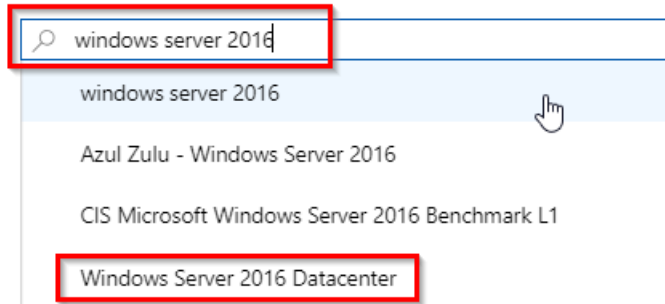 windows server 2016
windows server 2016
Azul Zulu - Windows Server 2016
CIS Microsoft Windows Server 2016 Benchmark L1
Windows Server 2016 Datacenter